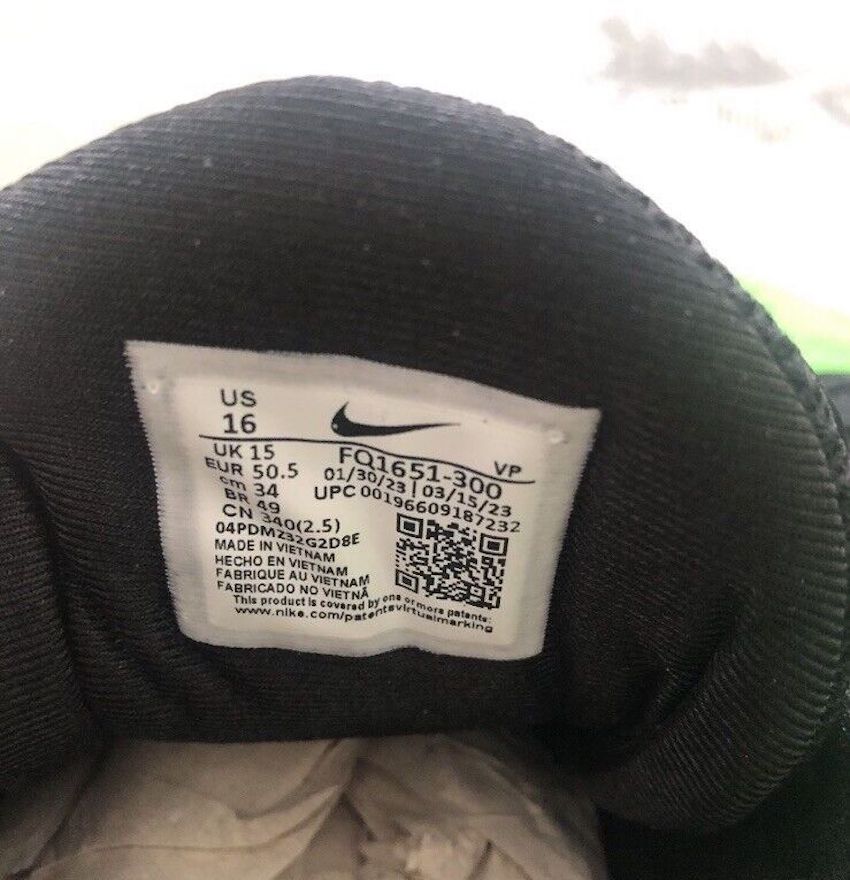 US
16
UK 15
EUR 50.5
cm 34
BR 49
CN 340(2.5)
VP
FQ1651-300
01/30/23 | 03/15/23
UPC 00196609187232
04PDMZ32G2D8E
MADE IN VIETNAM
HECHO EN VIETNAM
FABRIQUE AU VIETNAM
FABRICADO NO VIETNÃ
This product is covered by one or more patents:
www.nike.com/patentsvirtualmarking